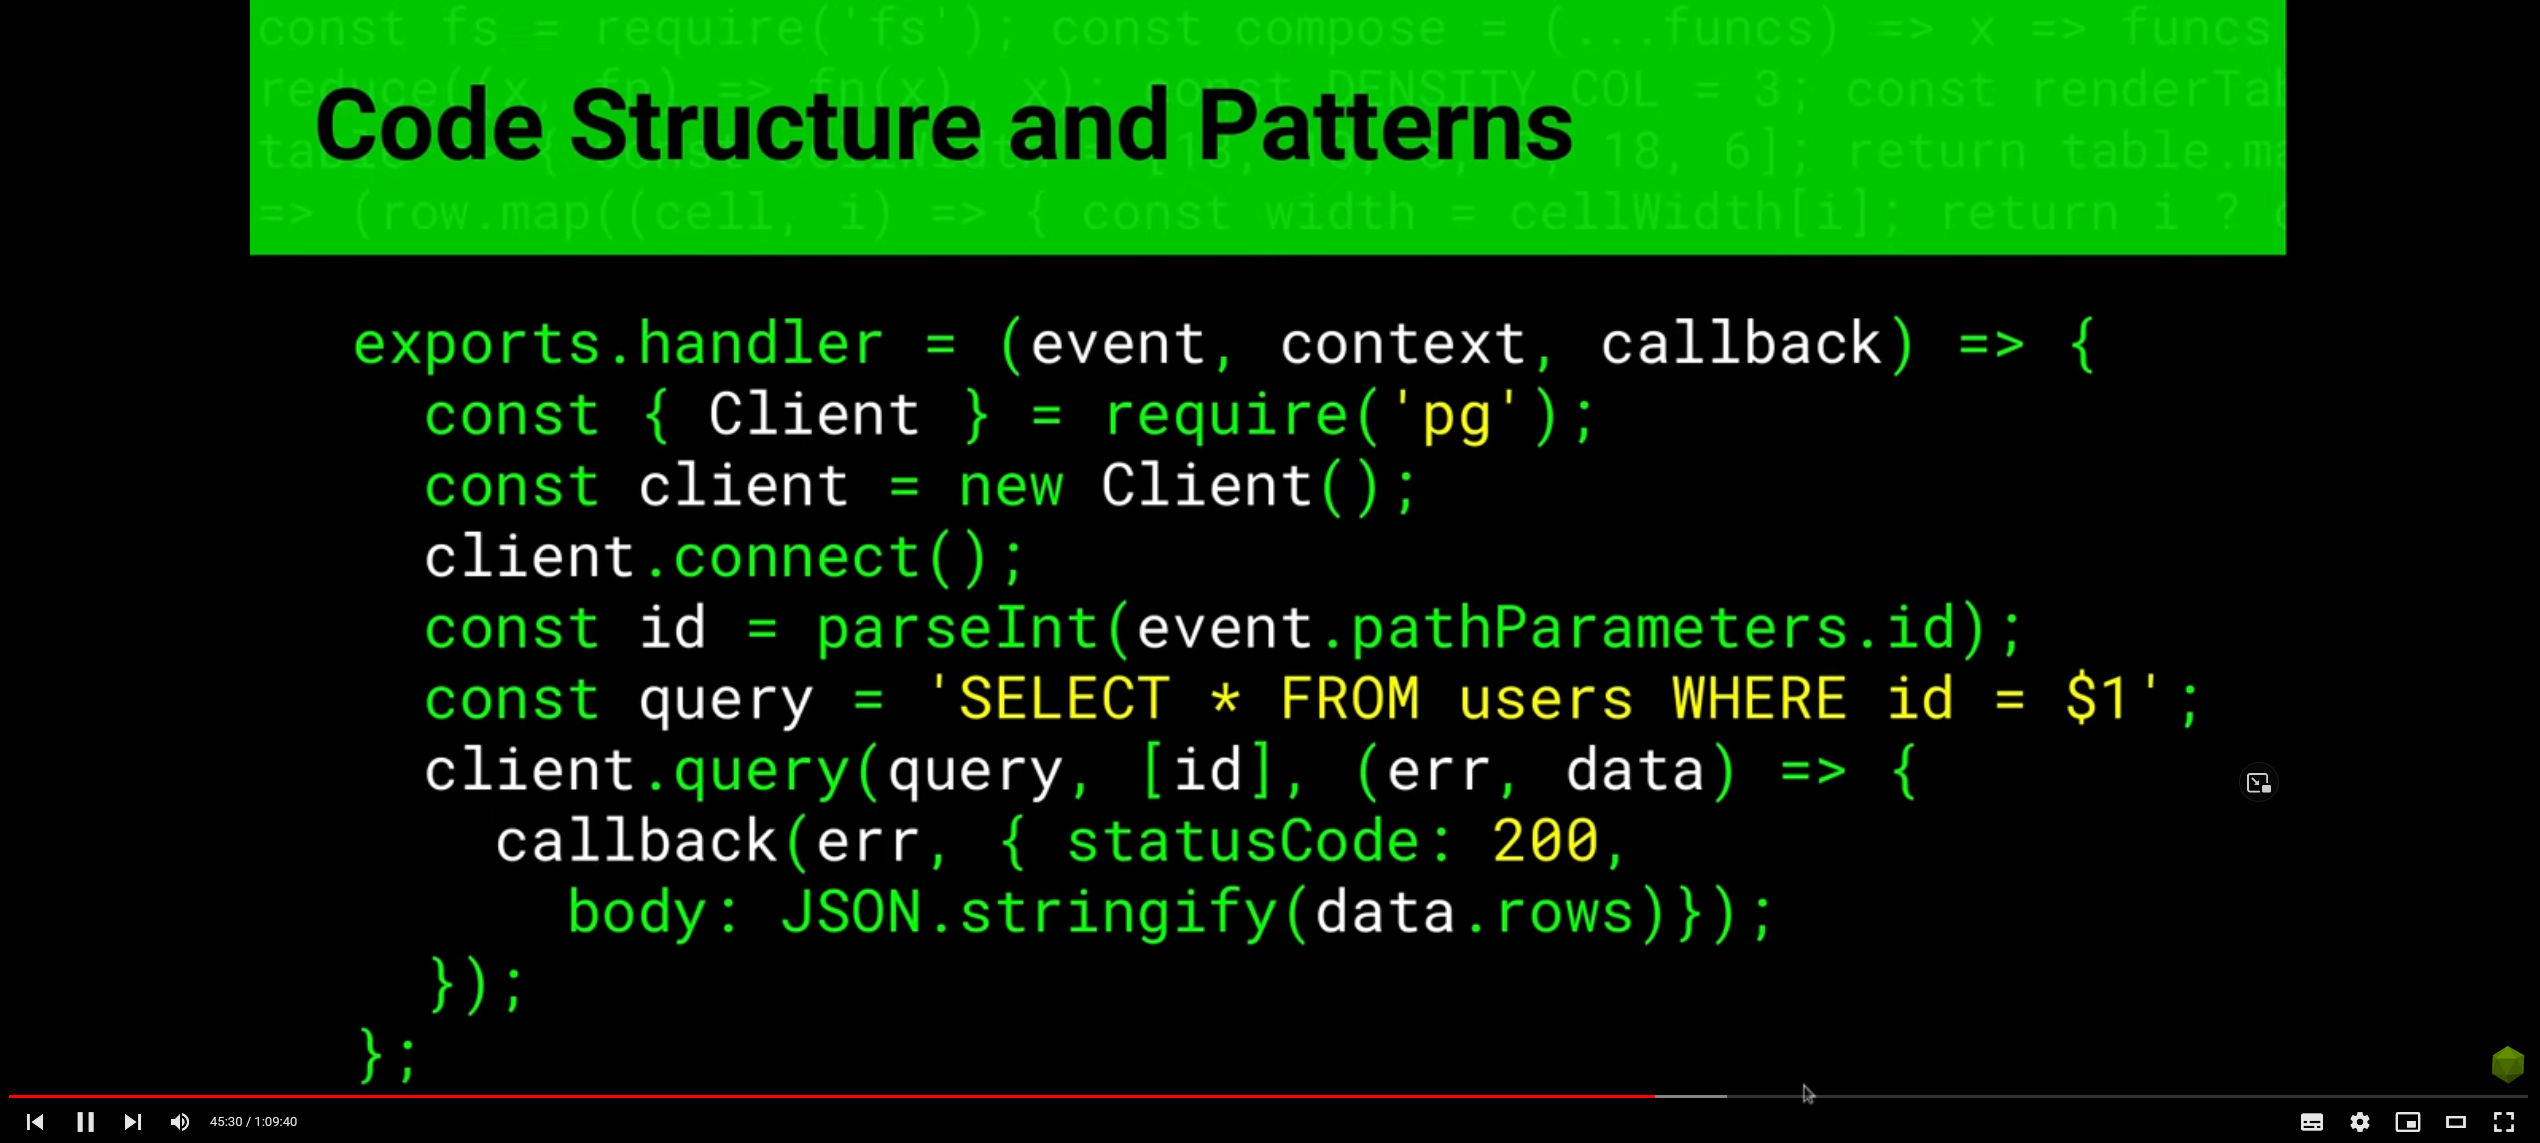 const fs = require('fs'); const compose = (...funcs) => x => funcs
reduce((x, fn) => fn(x), x); const DENSITY_COL = 3; const renderTab
Code Structure and Patterns
18, 6]; return table.ma
=> (row.map((cell, i) => { const width = cellWidth[i]; return i ?
exports.handler = (event, context, callback) => {
const { Client } = require('pg');
const client = new Client();
client.connect();
const id = parseInt(event.pathParameters.id);
const query = 'SELECT * FROM users WHERE id = $1';
client.query(query, [id], (err, data) => {
callback(err, { statusCode: 200,
body: JSON.stringify(data.rows)});
});
};
45:30 / 1:09:40